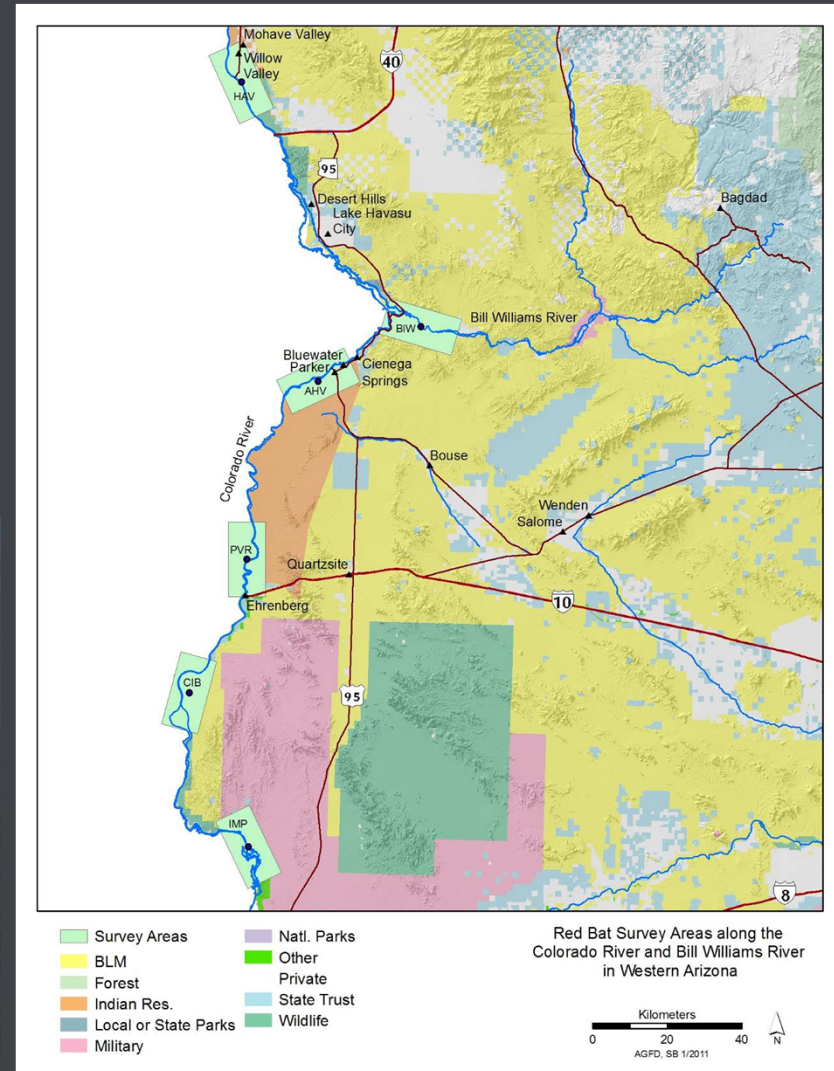 Mohave Valley
Willow
Valley
HAV
40
95
Desert Hills
Lake Havasu
City
Bagdad
BIW
Bill Williams River
Bluewater
Parker
Cienega
Springs
AHV
Colorado River
Bouse
Wenden
Salome
PVR
Quartzsite
Ehrenberg
10
CIB
95
IMP
8
Survey Areas
BLM
Forest
Indian Res.
Local or State Parks
Military
Natl. Parks
Other
Private
State Trust
Wildlife
Red Bat Survey Areas along the
Colorado River and Bill Williams River
in Western Arizona
Kilometers
0 20 40
AGFD, SB 1/2011
N